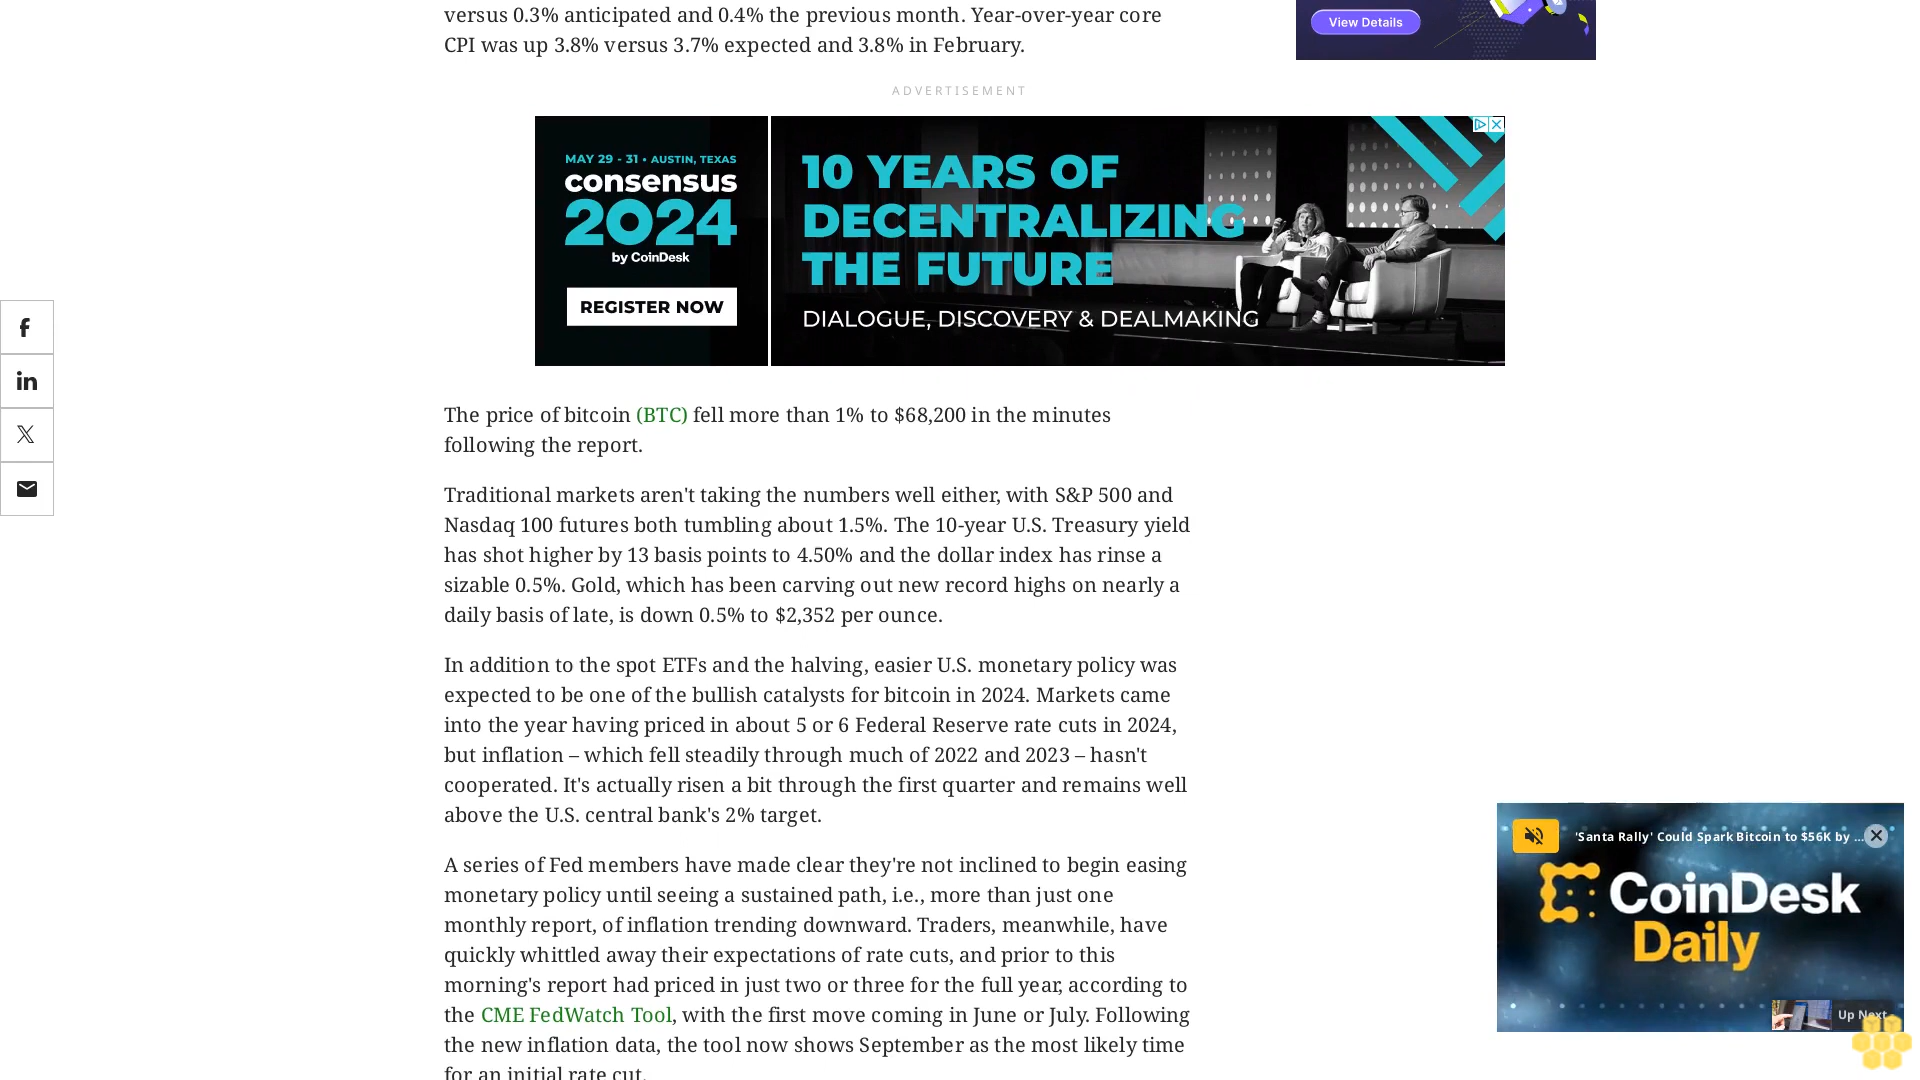 versus 0.3% anticipated and 0.4% the previous month. Year-over-year core
CPI was up 3.8% versus 3.7% expected and 3.8% in February.
View Details
ADVERTISEMENT
MAY 29 - 31 • AUSTIN, TEXAS
consensus
2024
by CoinDesk
REGISTER NOW
10 YEARS OF
DECENTRALIZING
THE FUTURE
DIALOGUE, DISCOVERY & DEALMAKING
The price of bitcoin (BTC) fell more than 1% to $68,200 in the minutes
following the report.
Traditional markets aren't taking the numbers well either, with S&P 500 and
Nasdaq 100 futures both tumbling about 1.5%. The 10-year U.S. Treasury yield
has shot higher by 13 basis points to 4.50% and the dollar index has rinse a
sizable 0.5%. Gold, which has been carving out new record highs on nearly a
daily basis of late, is down 0.5% to $2,352 per ounce.
In addition to the spot ETFs and the halving, easier U.S. monetary policy was
expected to be one of the bullish catalysts for bitcoin in 2024. Markets came
into the year having priced in about 5 or 6 Federal Reserve rate cuts in 2024,
but inflation – which fell steadily through much of 2022 and 2023 – hasn't
cooperated. It's actually risen a bit through the first quarter and remains well
above the U.S. central bank's 2% target.
A series of Fed members have made clear they're not inclined to begin easing
monetary policy until seeing a sustained path, i.e., more than just one
monthly report, of inflation trending downward. Traders, meanwhile, have
quickly whittled away their expectations of rate cuts, and prior to this
morning's report had priced in just two or three for the full year, according to
the CME FedWatch Tool, with the first move coming in June or July. Following
the new inflation data, the tool now shows September as the most likely time
for an initial rate cut.
'Santa Rally' Could Spark Bitcoin to $56K by ...
CoinDesk
Daily
Up Next